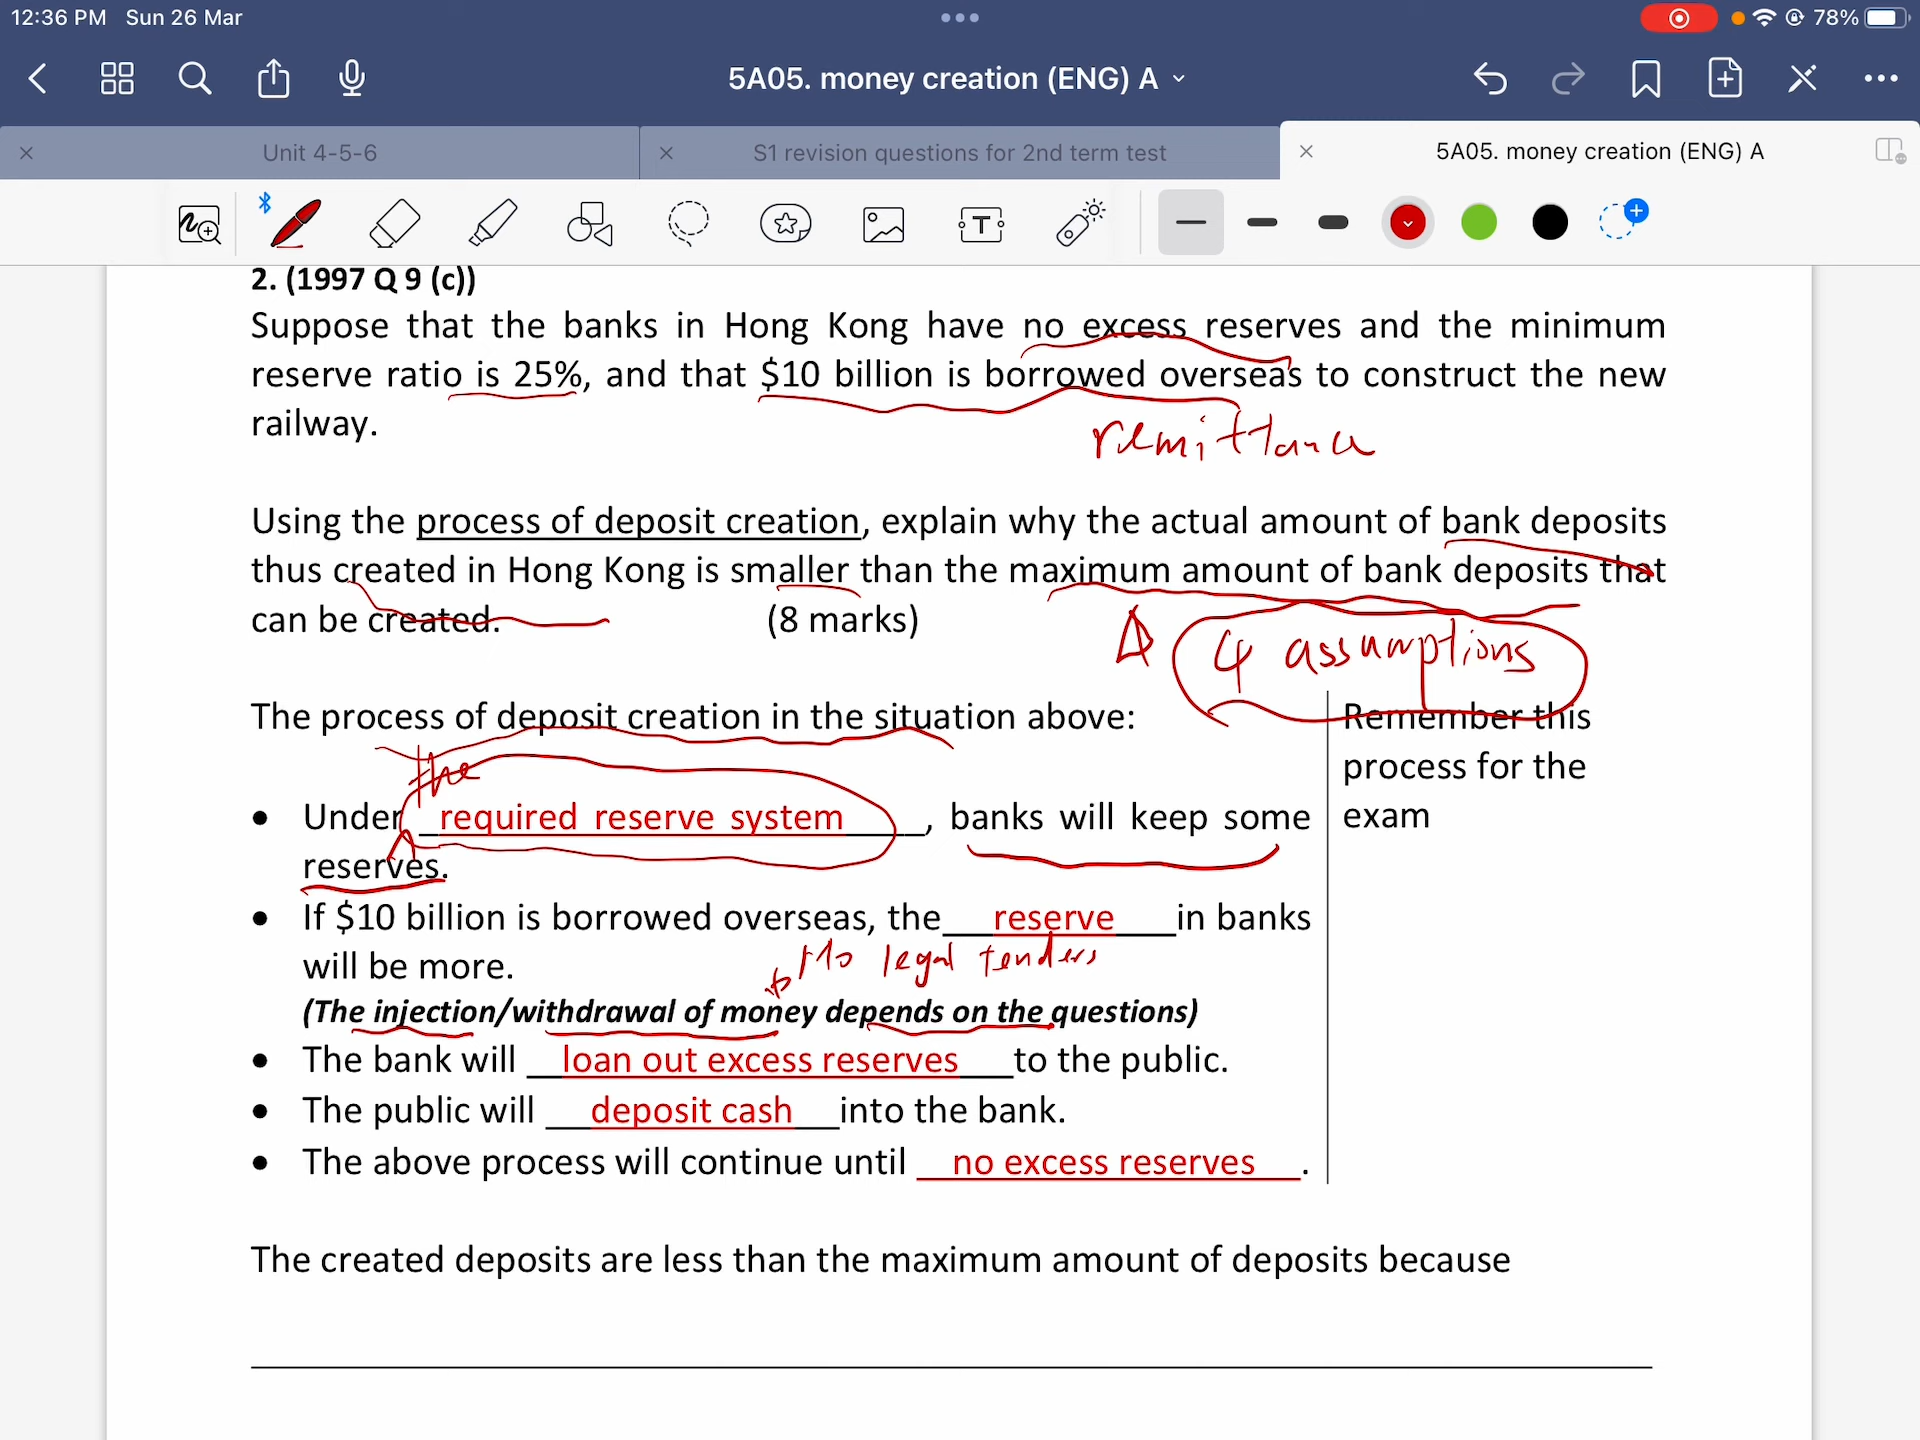 12:36 PM Sun 26 Mar
78%
5A05. money creation (ENG) A
Unit 4-5-6
S1 revision questions for 2nd term test
5A05. money creation (ENG) A
2. (1997 Q 9 (c))
Suppose that the banks in Hong Kong have no excess reserves and the minimum
reserve ratio is 25%, and that $10 billion is borrowed overseas to construct the new
railway.
remittance
Using the process of deposit creation, explain why the actual amount of bank deposits
thus created in Hong Kong is smaller than the maximum amount of bank deposits that
can be created. (8 marks)
4 assumptions
The process of deposit creation in the situation above:
Remember this
process for the
exam
the
Under required reserve system, banks will keep some
reserves.
If $10 billion is borrowed overseas, the reserve in banks
will be more.
legal tenders
(The injection/withdrawal of money depends on the questions)
The bank will loan out excess reserves to the public.
The public will deposit cash into the bank.
The above process will continue until no excess reserves.
The created deposits are less than the maximum amount of deposits because